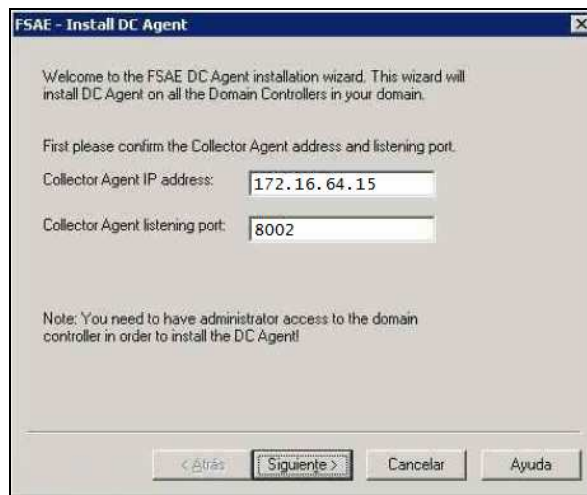 FSAE - Install DC Agent
Welcome to the FSAE DC Agent installation wizard. This wizard will
install DC Agent on all the Domain Controllers in your domain.
First please confirm the Collector Agent address and listening port.
Collector Agent IP address: 172.16.64.15
Collector Agent listening port: 8002
Note: You need to have administrator access to the domain
controller in order to install the DC Agent!
< Atrás Siguiente > Cancelar Ayuda